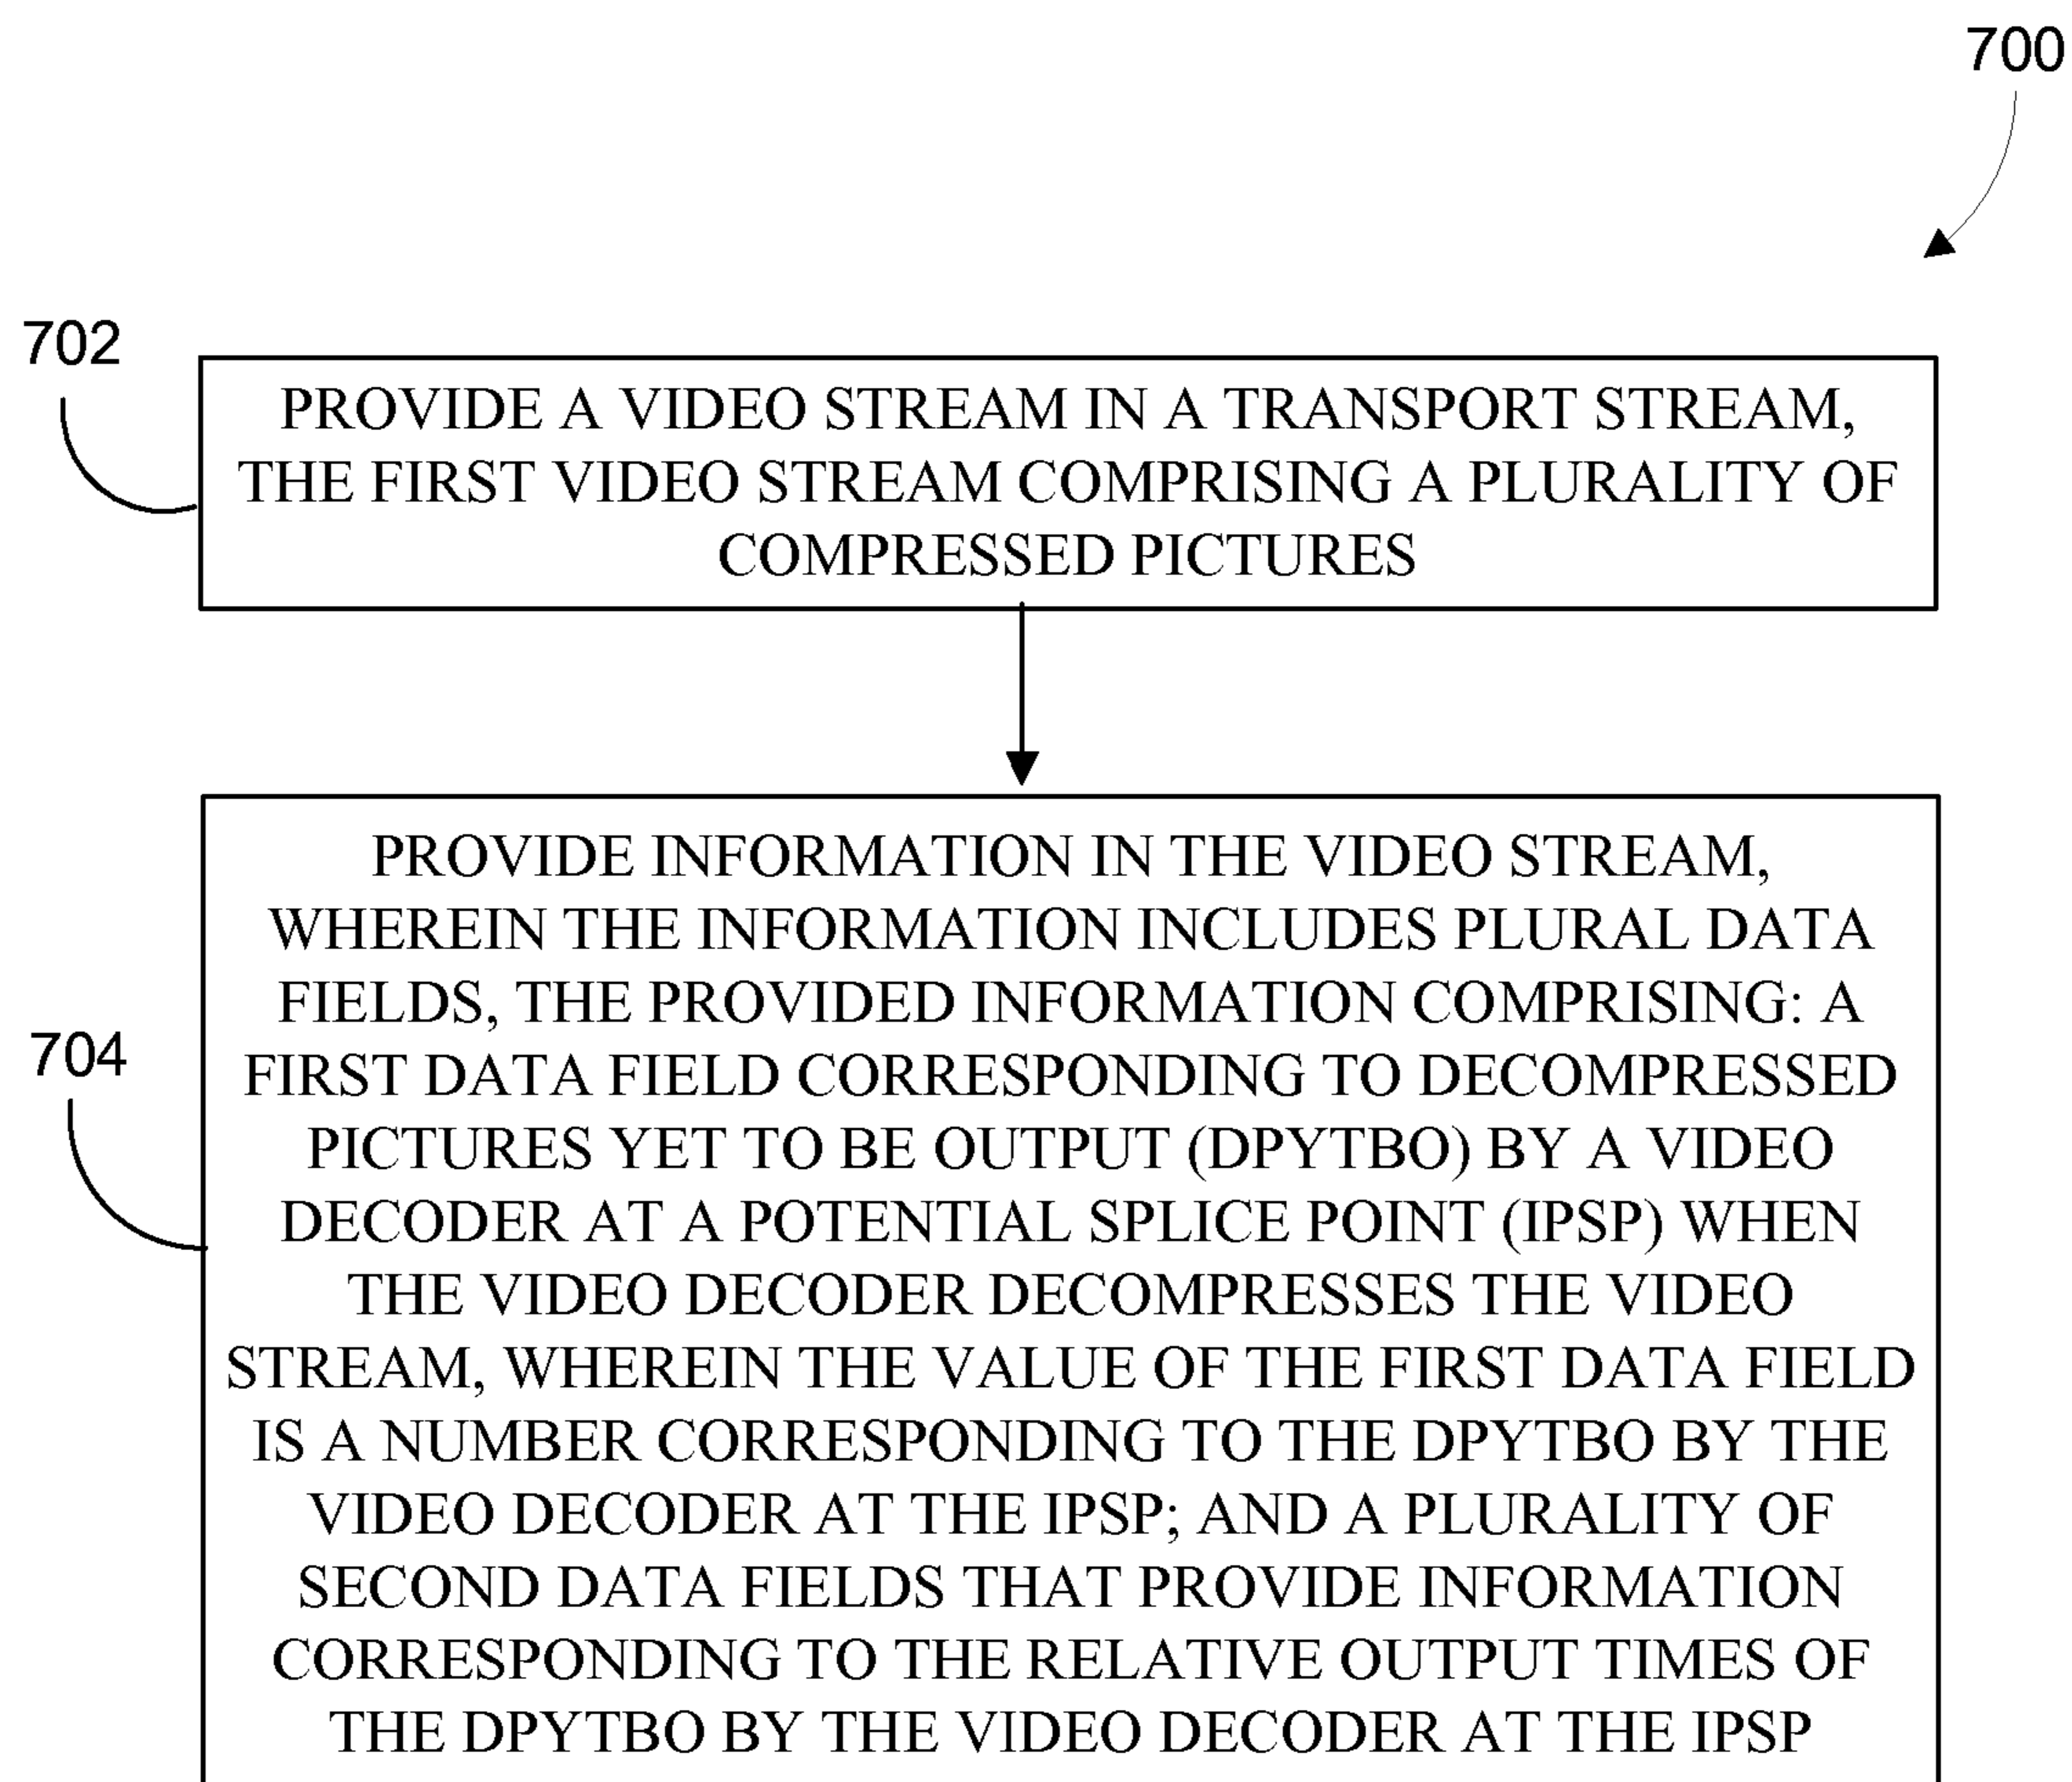 700
702
PROVIDE A VIDEO STREAM IN A TRANSPORT STREAM,
THE FIRST VIDEO STREAM COMPRISING A PLURALITY OF
COMPRESSED PICTURES
704
PROVIDE INFORMATION IN THE VIDEO STREAM,
WHEREIN THE INFORMATION INCLUDES PLURAL DATA
FIELDS, THE PROVIDED INFORMATION COMPRISING: A
FIRST DATA FIELD CORRESPONDING TO DECOMPRESSED
PICTURES YET TO BE OUTPUT (DPYTBO) BY A VIDEO
DECODER AT A POTENTIAL SPLICE POINT (IPSP) WHEN
THE VIDEO DECODER DECOMPRESSES THE VIDEO
STREAM, WHEREIN THE VALUE OF THE FIRST DATA FIELD
IS A NUMBER CORRESPONDING TO THE DPYTBO BY THE
VIDEO DECODER AT THE IPSP; AND A PLURALITY OF
SECOND DATA FIELDS THAT PROVIDE INFORMATION
CORRESPONDING TO THE RELATIVE OUTPUT TIMES OF
THE DPYTBO BY THE VIDEO DECODER AT THE IPSP